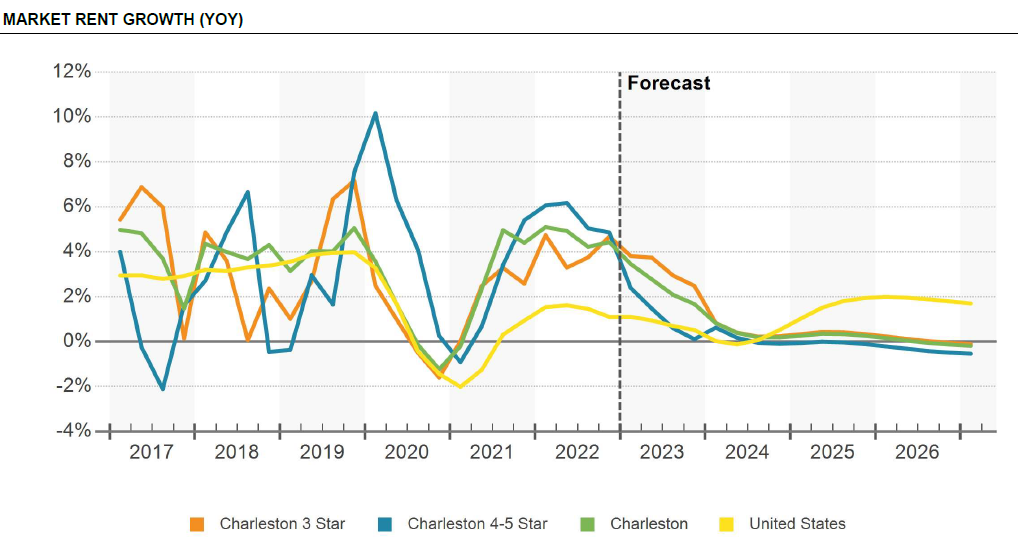 MARKET RENT GROWTH (YOY)
12%
Forecast
10%
8%
6%
4%
2%
0%
-2%
-4%
2017 2018 2019 2020 2021 2022 2023 2024 2025 2026
Charleston 3 Star Charleston 4-5 Star Charleston United States